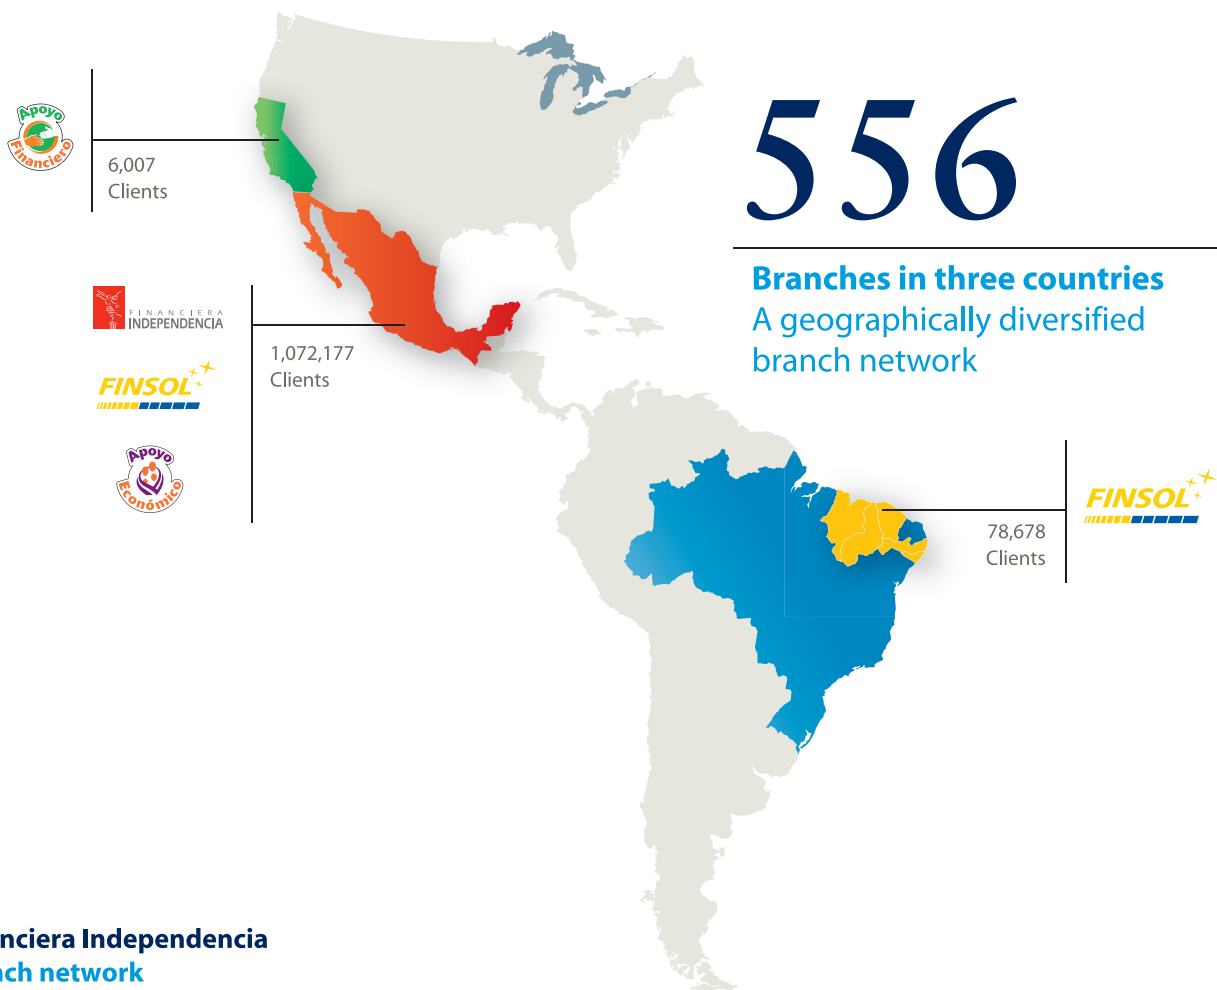 Apoyo
Financiero
6,007
Clients
556
Branches in three countries
A geographically diversified
branch network
FINANCIERA
INDEPENDENCIA
1,072,177
Clients
FINSOL
Apoyo
Económico
FINSOL
78,678
Clients
nciera Independencia
nch network